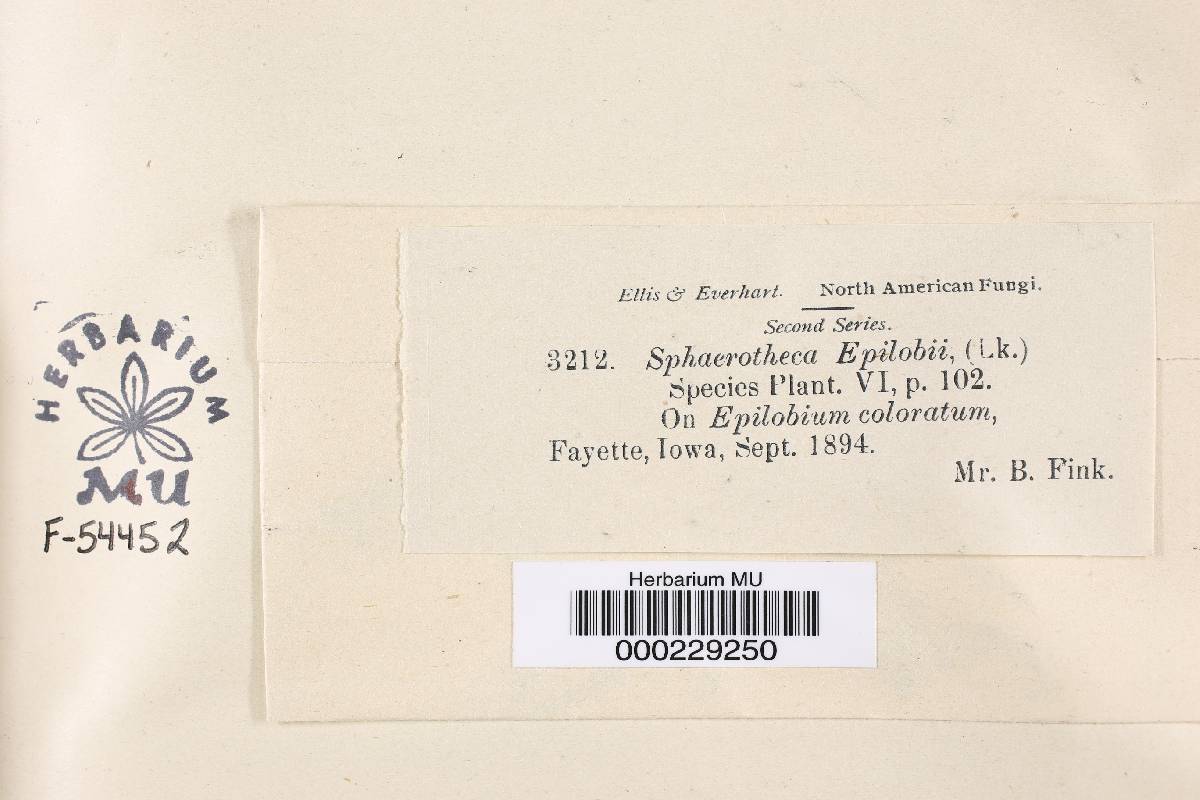 HERBARIUM
MU
F-54452
Ellis & Everhart. North American Fungi.
Second Series.
3212. Sphaerotheca Epilobii, (Lk.)
Species Plant. VI, p. 102.
On Epilobium coloratum,
Fayette, Iowa, Sept. 1894.
Mr. B. Fink.
Herbarium MU
000229250